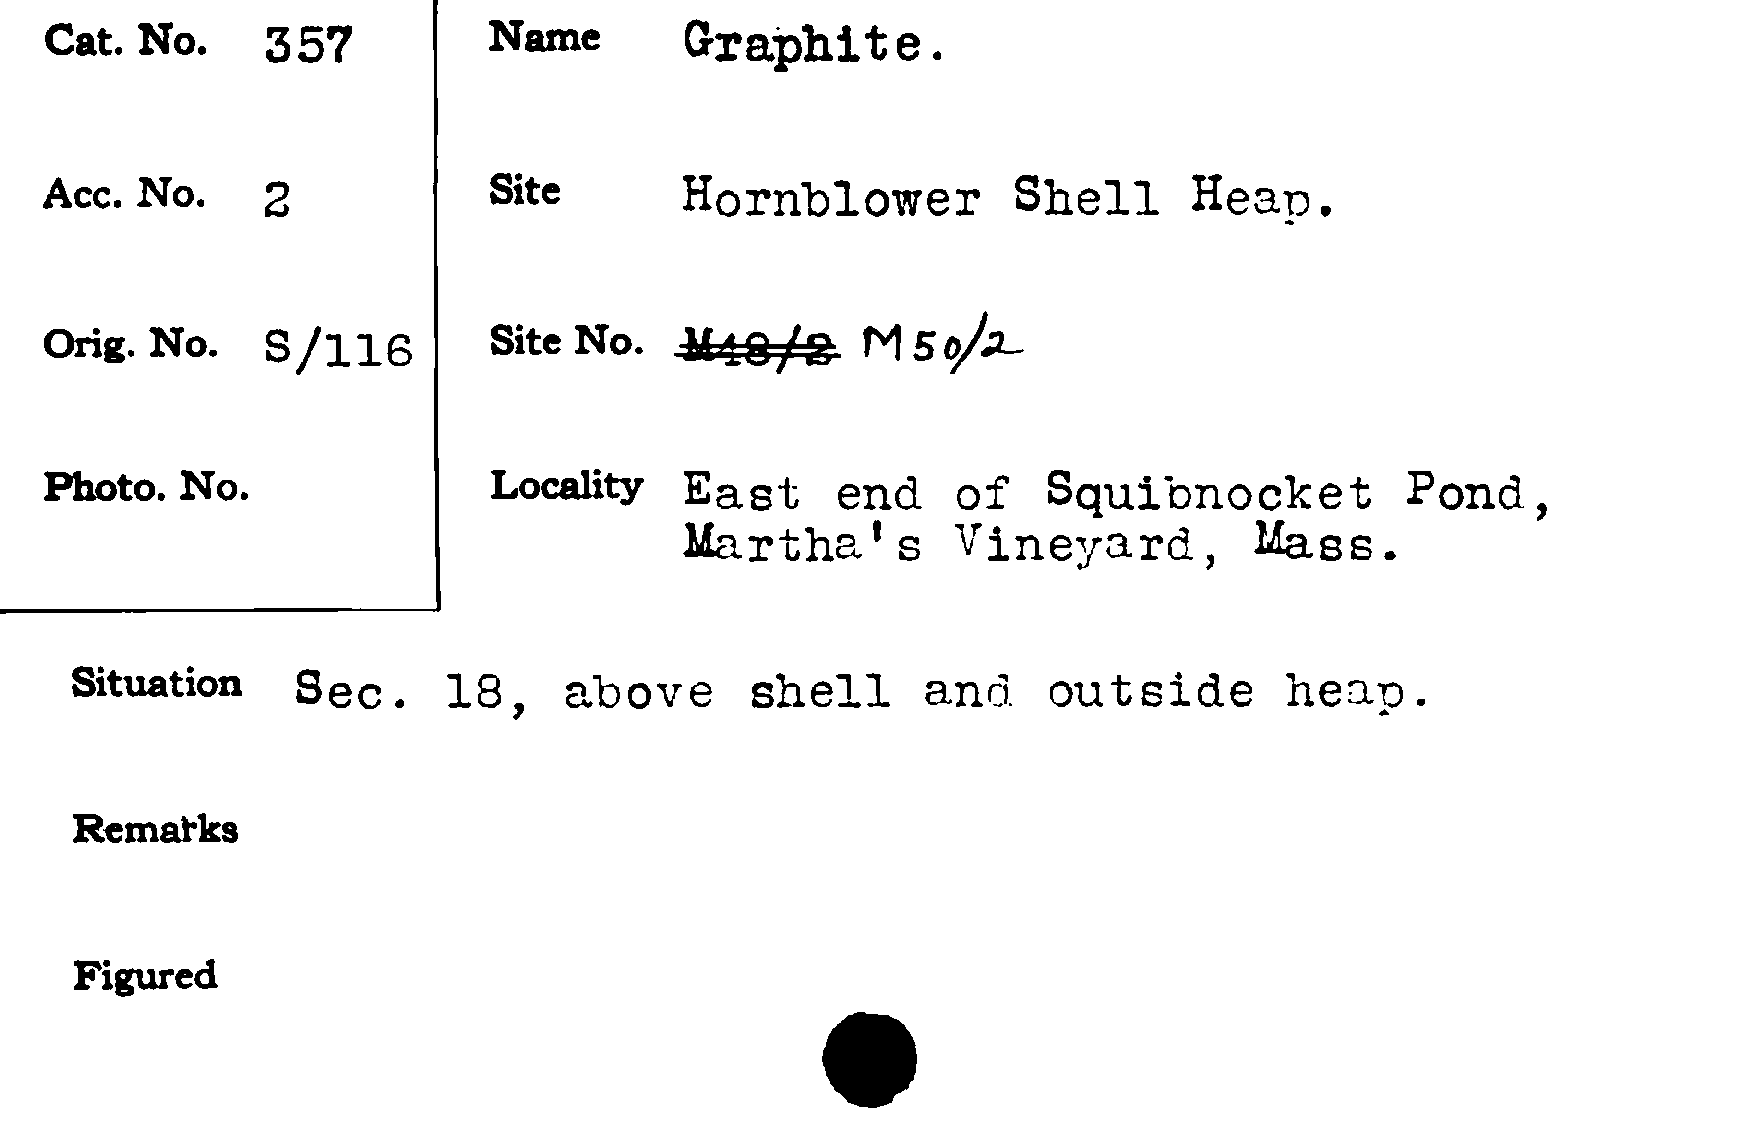 Cat. No. 357
Name Graphite.
Acc. No. 2
Site Hornblower Shell Heap.
Orig. No. S/116
Site No. M48/2 M50/2
Photo. No.
Locality East end of Squibnocket Pond,
Martha's Vineyard, Mass.
Situation Sec. 18, above shell and outside heap.
Remarks
Figured